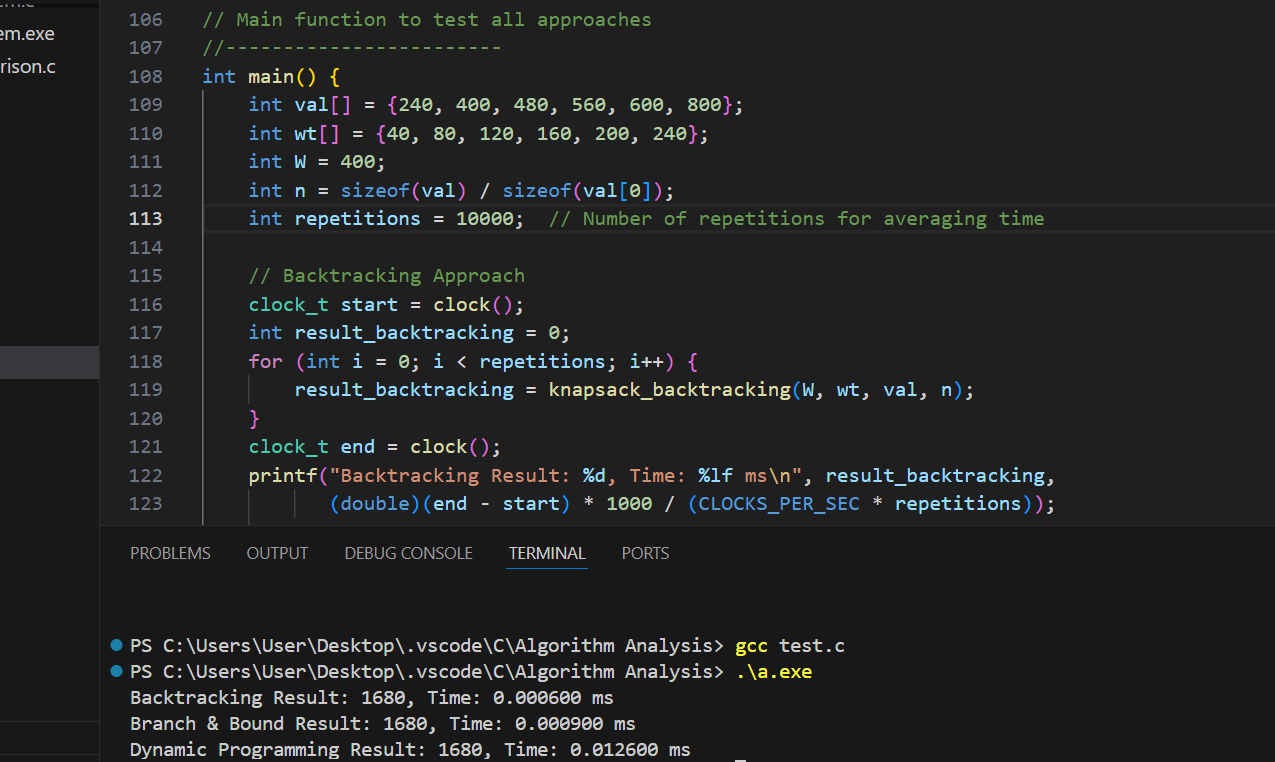 em.c
em.exe
rison.c
106 // Main function to test all approaches
107 //------------------------
108 int main() {
109     int val[] = {240, 400, 480, 560, 600, 800};
110     int wt[] = {40, 80, 120, 160, 200, 240};
111     int W = 400;
112     int n = sizeof(val) / sizeof(val[0]);
113     int repetitions = 10000;  // Number of repetitions for averaging time
114
115     // Backtracking Approach
116     clock_t start = clock();
117     int result_backtracking = 0;
118     for (int i = 0; i < repetitions; i++) {
119         result_backtracking = knapsack_backtracking(W, wt, val, n);
120     }
121     clock_t end = clock();
122     printf("Backtracking Result: %d, Time: %lf ms\n", result_backtracking,
123            (double)(end - start) * 1000 / (CLOCKS_PER_SEC * repetitions));
PROBLEMS OUTPUT DEBUG CONSOLE TERMINAL PORTS
PS C:\Users\User\Desktop\.vscode\C\Algorithm Analysis> gcc test.c
PS C:\Users\User\Desktop\.vscode\C\Algorithm Analysis> .\a.exe
Backtracking Result: 1680, Time: 0.000600 ms
Branch & Bound Result: 1680, Time: 0.000900 ms
Dynamic Programming Result: 1680, Time: 0.012600 ms